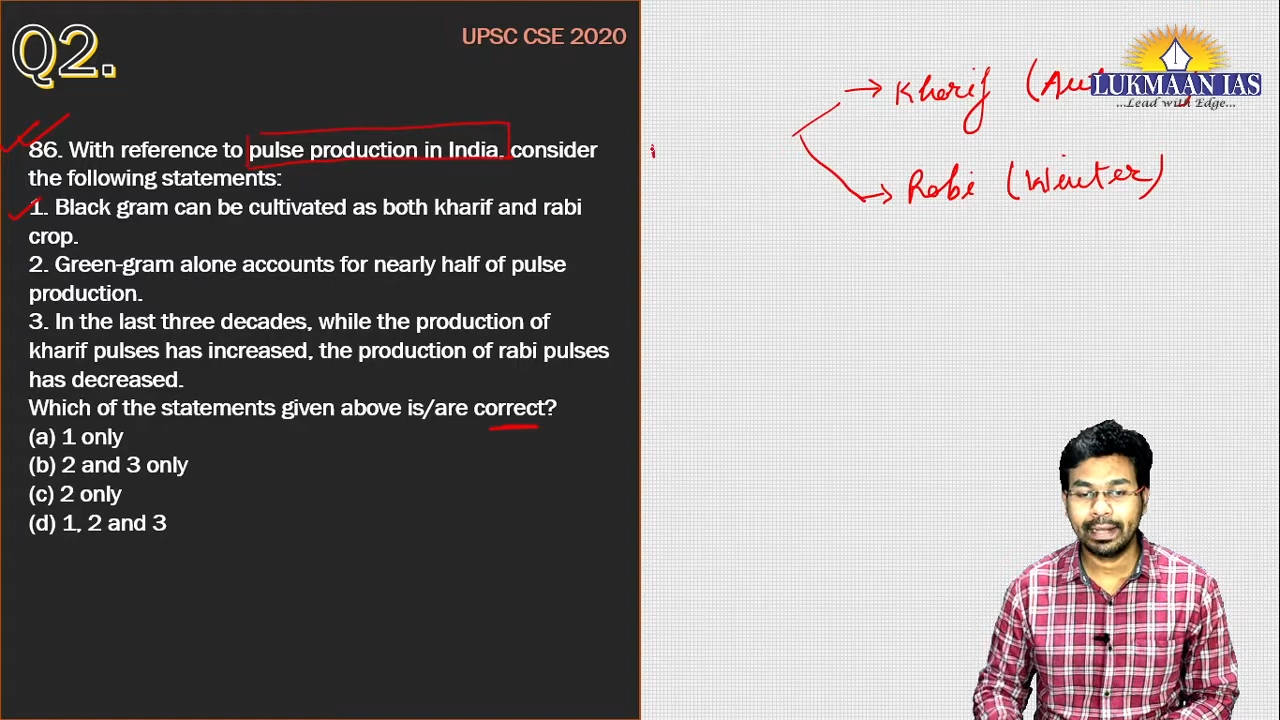 Q2.
UPSC CSE 2020
86. With reference to pulse production in India, consider
the following statements:
1. Black gram can be cultivated as both kharif and rabi
crop.
2. Green-gram alone accounts for nearly half of pulse
production.
3. In the last three decades, while the production of
kharif pulses has increased, the production of rabi pulses
has decreased.
Which of the statements given above is/are correct?
(a) 1 only
(b) 2 and 3 only
(c) 2 only
(d) 1, 2 and 3
→ Kharif
→ Rabi (Winter)
LUKMAAN IAS
...Lead with Edge...